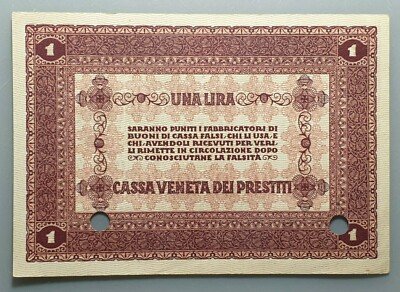 1 1
UNA LIRA
SARANNO PUNITI I FABBRICATORI DI
BUONI DI CASSA FALSI, CHI LI USA, E
CHI, AVENDOLI RICEVUTI PER VERI,
LI RIMETTE IN CIRCOLAZIONE DOPO
CONOSCIUTANE LA FALSITÀ
CASSA VENETA DEI PRESTITI
1 1